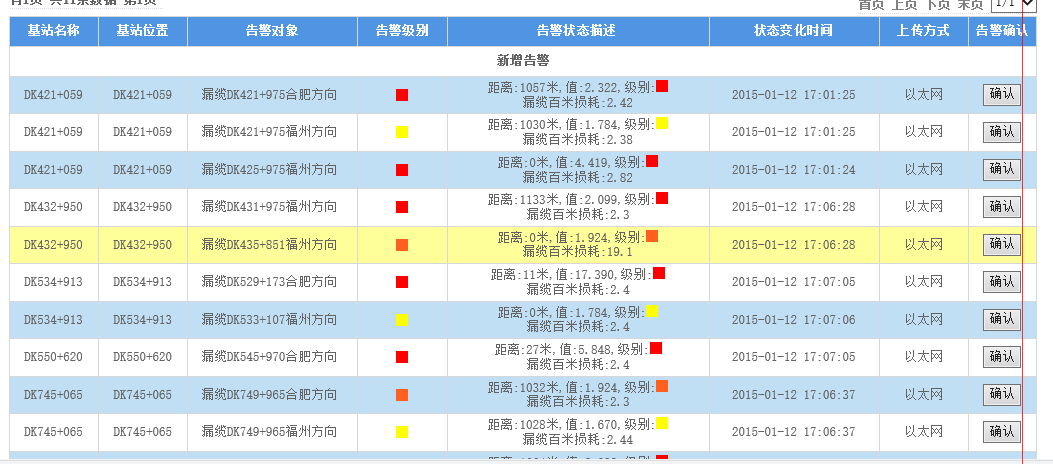 共1页 共11条数据 第1页
首页 上页 下页 末页 1/1
基站名称 基站位置 告警对象 告警级别 告警状态描述 状态变化时间 上传方式 告警确认
新增告警
DK421+059 DK421+059 漏缆DK421+975合肥方向 距离:1057米,值:2.322,级别: 2015-01-12 17:01:25 以太网 确认
漏缆百米损耗:2.42
DK421+059 DK421+059 漏缆DK421+975福州方向 距离:1030米,值:1.784,级别: 2015-01-12 17:01:25 以太网 确认
漏缆百米损耗:2.38
DK421+059 DK421+059 漏缆DK425+975福州方向 距离:0米,值:4.419,级别: 2015-01-12 17:01:24 以太网 确认
漏缆百米损耗:2.82
DK432+950 DK432+950 漏缆DK431+975福州方向 距离:1133米,值:2.099,级别: 2015-01-12 17:06:28 以太网 确认
漏缆百米损耗:2.3
DK432+950 DK432+950 漏缆DK435+851福州方向 距离:0米,值:1.924,级别: 2015-01-12 17:06:28 以太网 确认
漏缆百米损耗:19.1
DK534+913 DK534+913 漏缆DK529+173合肥方向 距离:11米,值:17.390,级别: 2015-01-12 17:07:05 以太网 确认
漏缆百米损耗:2.4
DK534+913 DK534+913 漏缆DK533+107福州方向 距离:0米,值:1.784,级别: 2015-01-12 17:07:06 以太网 确认
漏缆百米损耗:2.4
DK550+620 DK550+620 漏缆DK545+970合肥方向 距离:27米,值:5.848,级别: 2015-01-12 17:07:05 以太网 确认
漏缆百米损耗:2.4
DK745+065 DK745+065 漏缆DK749+965合肥方向 距离:1032米,值:1.924,级别: 2015-01-12 17:06:37 以太网 确认
漏缆百米损耗:2.3
DK745+065 DK745+065 漏缆DK749+965福州方向 距离:1028米,值:1.670,级别: 2015-01-12 17:06:37 以太网 确认
漏缆百米损耗:2.44